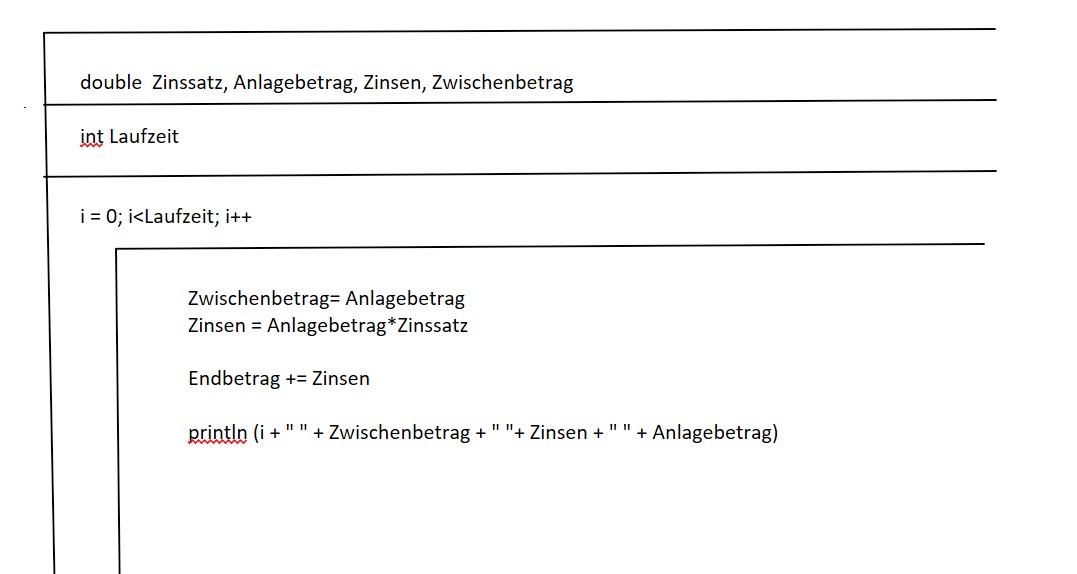 double  Zinssatz, Anlagebetrag, Zinsen, Zwischenbetrag
int Laufzeit
i = 0; i<Laufzeit; i++
Zwischenbetrag= Anlagebetrag
Zinsen = Anlagebetrag*Zinssatz
Endbetrag += Zinsen
println (i + " " + Zwischenbetrag + " "+ Zinsen + " " + Anlagebetrag)